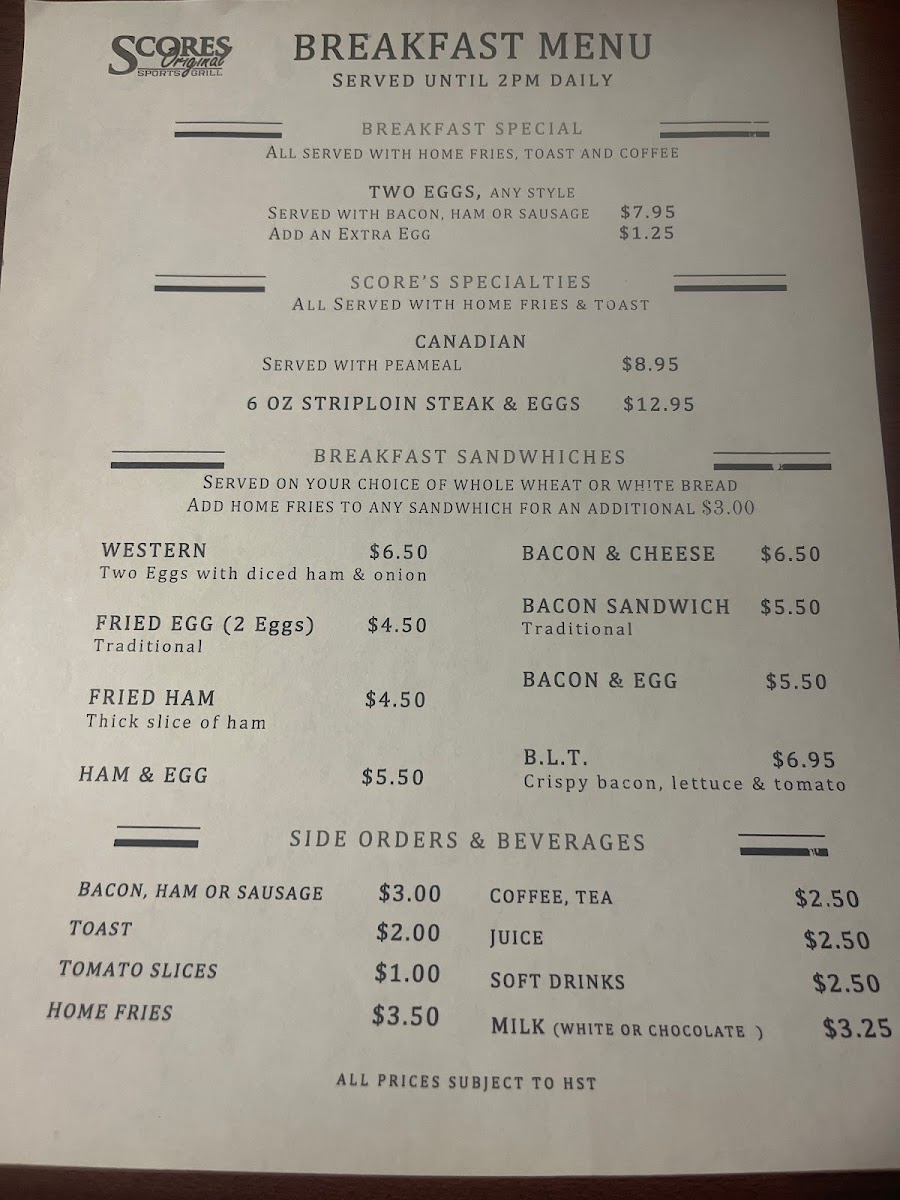 SCORES
Original
SPORTS GRILL
BREAKFAST MENU
SERVED UNTIL 2PM DAILY
BREAKFAST SPECIAL
ALL SERVED WITH HOME FRIES, TOAST AND COFFEE
TWO EGGS, ANY STYLE
SERVED WITH BACON, HAM OR SAUSAGE $7.95
ADD AN EXTRA EGG $1.25
SCORE'S SPECIALTIES
ALL SERVED WITH HOME FRIES & TOAST
CANADIAN
SERVED WITH PEAMEAL $8.95
6 OZ STRIPLOIN STEAK & EGGS $12.95
BREAKFAST SANDWHICHES
SERVED ON YOUR CHOICE OF WHOLE WHEAT OR WHITE BREAD
ADD HOME FRIES TO ANY SANDWHICH FOR AN ADDITIONAL $3.00
WESTERN $6.50
Two Eggs with diced ham & onion
FRIED EGG (2 Eggs) $4.50
Traditional
FRIED HAM $4.50
Thick slice of ham
HAM & EGG $5.50
BACON & CHEESE $6.50
BACON SANDWICH $5.50
Traditional
BACON & EGG $5.50
B.L.T. $6.95
Crispy bacon, lettuce & tomato
SIDE ORDERS & BEVERAGES
BACON, HAM OR SAUSAGE $3.00
TOAST $2.00
TOMATO SLICES $1.00
HOME FRIES $3.50
COFFEE, TEA $2.50
JUICE $2.50
SOFT DRINKS $2.50
MILK (WHITE OR CHOCOLATE ) $3.25
ALL PRICES SUBJECT TO HST